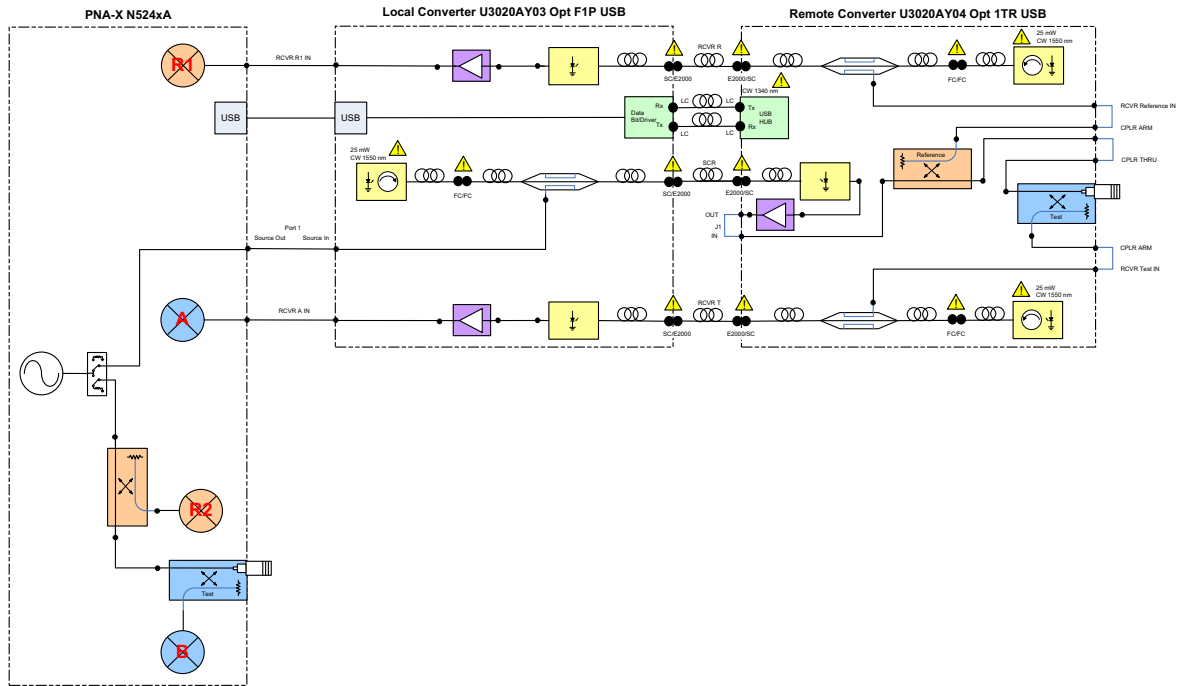 PNA-X N524xA
Local Converter U3020AY03 Opt F1P USB
Remote Converter U3020AY04 Opt 1TR USB
R1
RCVR R1 IN
SC/E2000
RCVR R
E2000/SC
FC/FC
25 mW
CW 1550 nm
USB
USB
Data
Bit/Driver
Rx
Tx
LC
LC
LC
LC
CW 1340 nm
Tx
USB
HUB
Rx
RCVR Reference IN
CPLR ARM
CPLR THRU
25 mW
CW 1550 nm
FC/FC
SC/E2000
SCR
E2000/SC
Reference
OUT
J1
IN
Test
Port 1
Source Out
Source In
CPLR ARM
RCVR Test IN
A
RCVR A IN
SC/E2000
RCVR T
E2000/SC
FC/FC
25 mW
CW 1550 nm
R2
Test
B